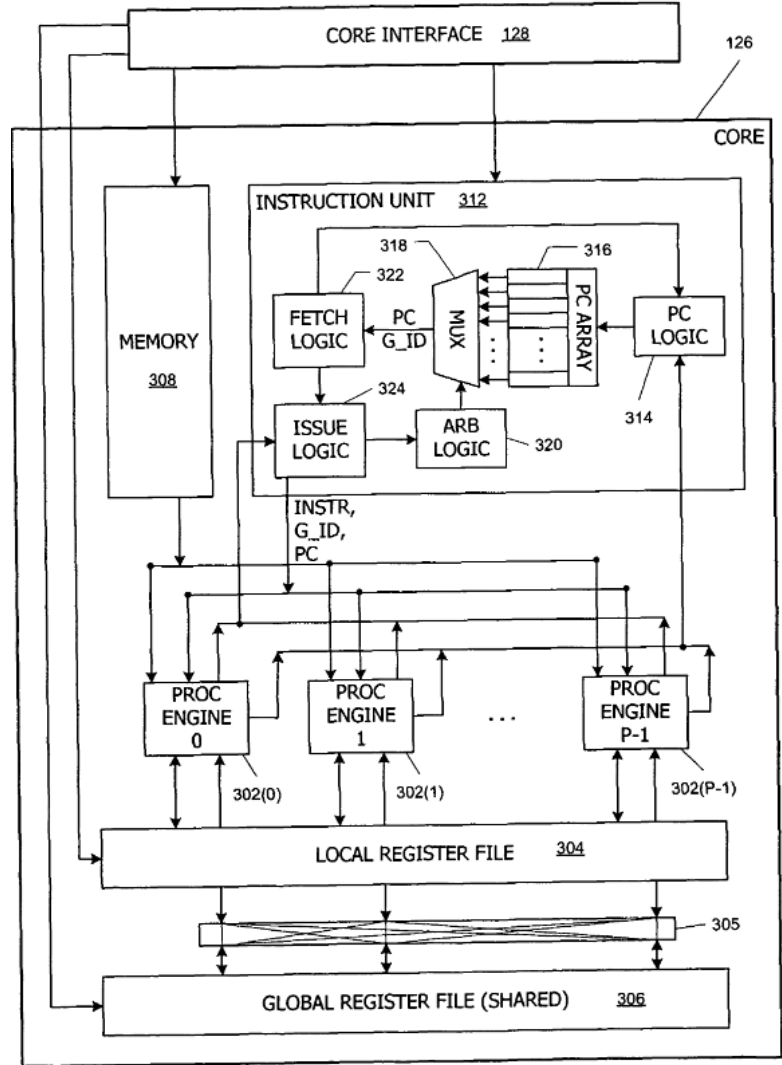 CORE INTERFACE 128
126
CORE
INSTRUCTION UNIT 312
318
316
322
FETCH LOGIC
PC
G_ID
MUX
PC ARRAY
PC LOGIC
MEMORY
308
324
314
ISSUE LOGIC
ARB LOGIC
320
INSTR,
G_ID,
PC
PROC ENGINE 0
PROC ENGINE 1
...
PROC ENGINE P-1
302(0)
302(1)
302(P-1)
LOCAL REGISTER FILE 304
305
GLOBAL REGISTER FILE (SHARED) 306